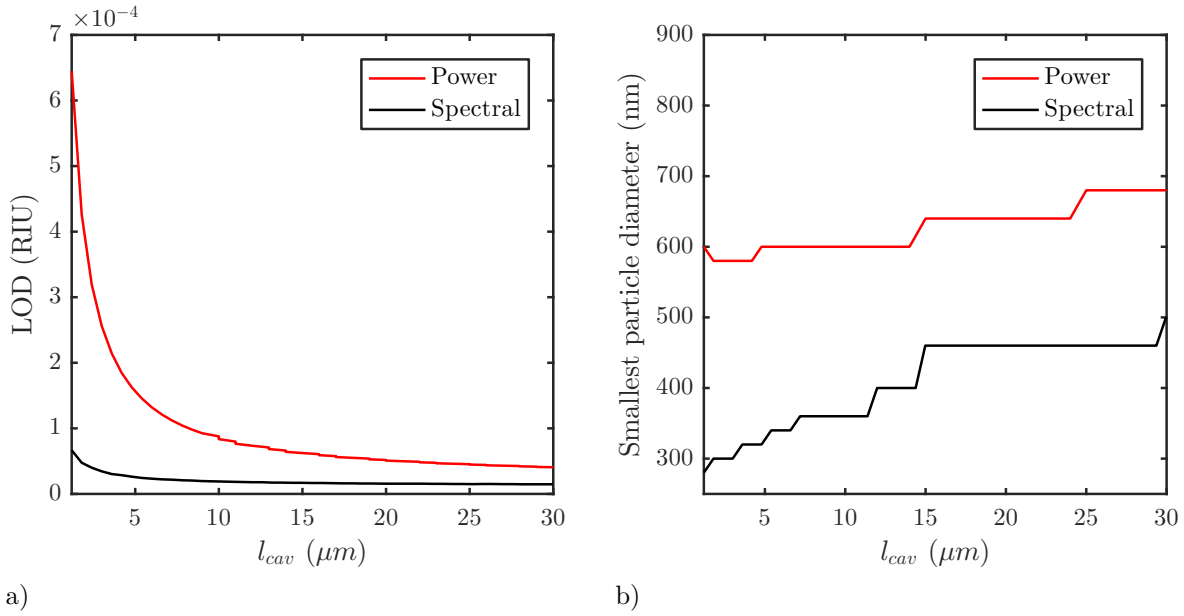 ×10⁻⁴
7
6
5
4
3
2
1
0
LOD (RIU)
5 10 15 20 25 30
l_cav (μm)
Power
Spectral
a)
900
800
700
600
500
400
300
Smallest particle diameter (nm)
5 10 15 20 25 30
l_cav (μm)
Power
Spectral
b)